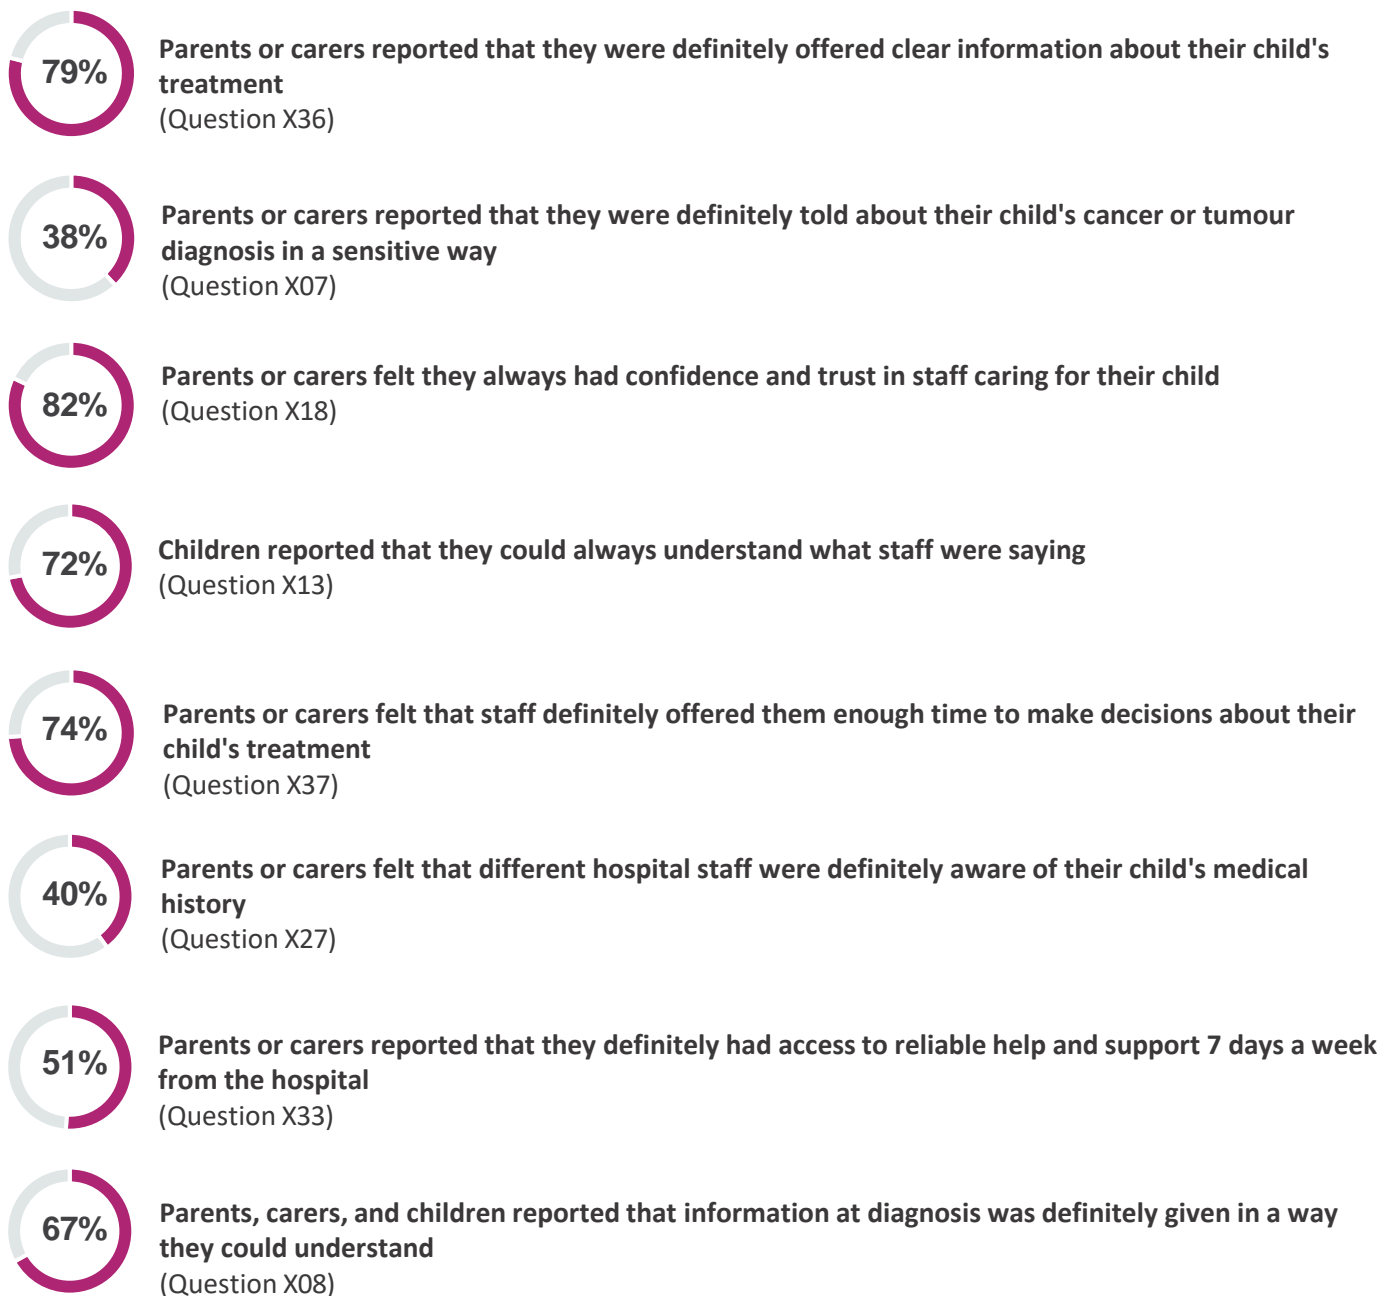 79%
Parents or carers reported that they were definitely offered clear information about their child's
treatment
(Question X36)
38%
Parents or carers reported that they were definitely told about their child's cancer or tumour
diagnosis in a sensitive way
(Question X07)
82%
Parents or carers felt they always had confidence and trust in staff caring for their child
(Question X18)
72%
Children reported that they could always understand what staff were saying
(Question X13)
74%
Parents or carers felt that staff definitely offered them enough time to make decisions about their
child's treatment
(Question X37)
40%
Parents or carers felt that different hospital staff were definitely aware of their child's medical
history
(Question X27)
51%
Parents or carers reported that they definitely had access to reliable help and support 7 days a week
from the hospital
(Question X33)
67%
Parents, carers, and children reported that information at diagnosis was definitely given in a way
they could understand
(Question X08)